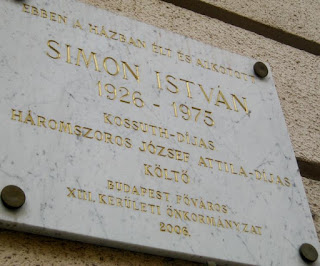 EBBEN A HÁZBAN ÉLT ÉS ALKOTOTT
SIMON ISTVÁN
1926 - 1975
KOSSUTH-DÍJAS
HÁROMSZOROS JÓZSEF ATTILA-DÍJAS
KÖLTŐ
BUDAPEST FŐVÁROS
XIII. KERÜLETI ÖNKORMÁNYZAT
2006.